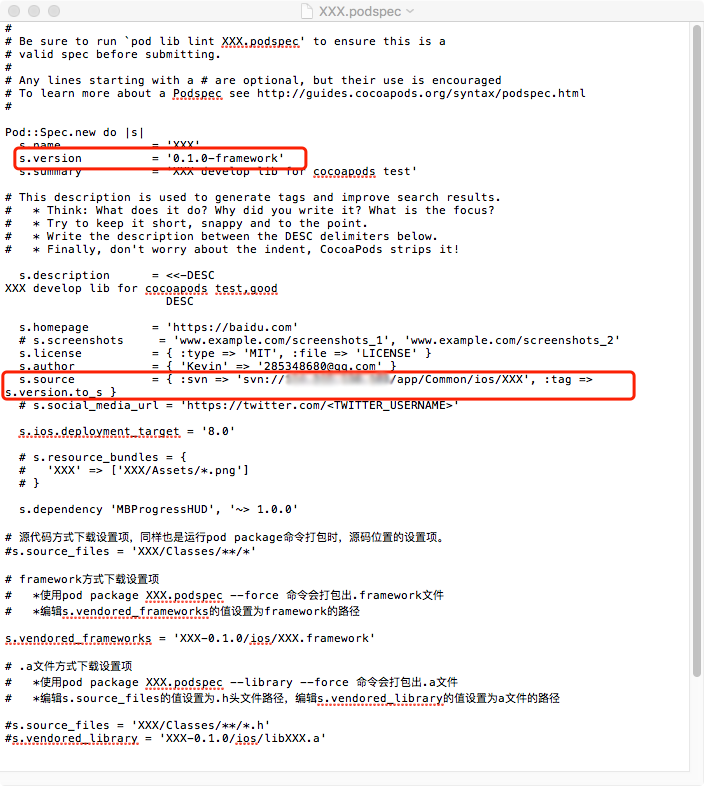 XXX.podspec
#
# Be sure to run `pod lib lint XXX.podspec' to ensure this is a
# valid spec before submitting.
#
# Any lines starting with a # are optional, but their use is encouraged
# To learn more about a Podspec see http://guides.cocoapods.org/syntax/podspec.html
#
Pod::Spec.new do |s|
s.name = 'XXX'
s.version = '0.1.0-framework'
s.summary = 'XXX develop lib for cocoapods test'
# This description is used to generate tags and improve search results.
# * Think: What does it do? Why did you write it? What is the focus?
# * Try to keep it short, snappy and to the point.
# * Write the description between the DESC delimiters below.
# * Finally, don't worry about the indent, CocoaPods strips it!
s.description = <<-DESC
XXX develop lib for cocoapods test,good
DESC
s.homepage = 'https://baidu.com'
# s.screenshots = 'www.example.com/screenshots_1', 'www.example.com/screenshots_2'
s.license = { :type => 'MIT', :file => 'LICENSE' }
s.author = { 'Kevin' => '285348680@qq.com' }
s.source = { :svn => 'svn:///app/Common/ios/XXX', :tag =>
s.version.to_s }
# s.social_media_url = 'https://twitter.com/<TWITTER_USERNAME>'
s.ios.deployment_target = '8.0'
# s.resource_bundles = {
# 'XXX' => ['XXX/Assets/*.png']
# }
s.dependency 'MBProgressHUD', '~> 1.0.0'
# 源代码方式下载设置项，同样也是运行pod package命令打包时，源码位置的设置项。
#s.source_files = 'XXX/Classes/**/*'
# framework方式下载设置项
# *使用pod package XXX.podspec --force 命令会打包出.framework文件
# *编辑s.vendored_frameworks的值设置为framework的路径
s.vendored_frameworks = 'XXX-0.1.0/ios/XXX.framework'
# .a文件方式下载设置项
# *使用pod package XXX.podspec --library --force 命令会打包出.a文件
# *编辑s.source_files的值设置为.h头文件路径，编辑s.vendored_library的值设置为a文件的路径
#s.source_files = 'XXX/Classes/**/*.h'
#s.vendored_library = 'XXX-0.1.0/ios/libXXX.a'